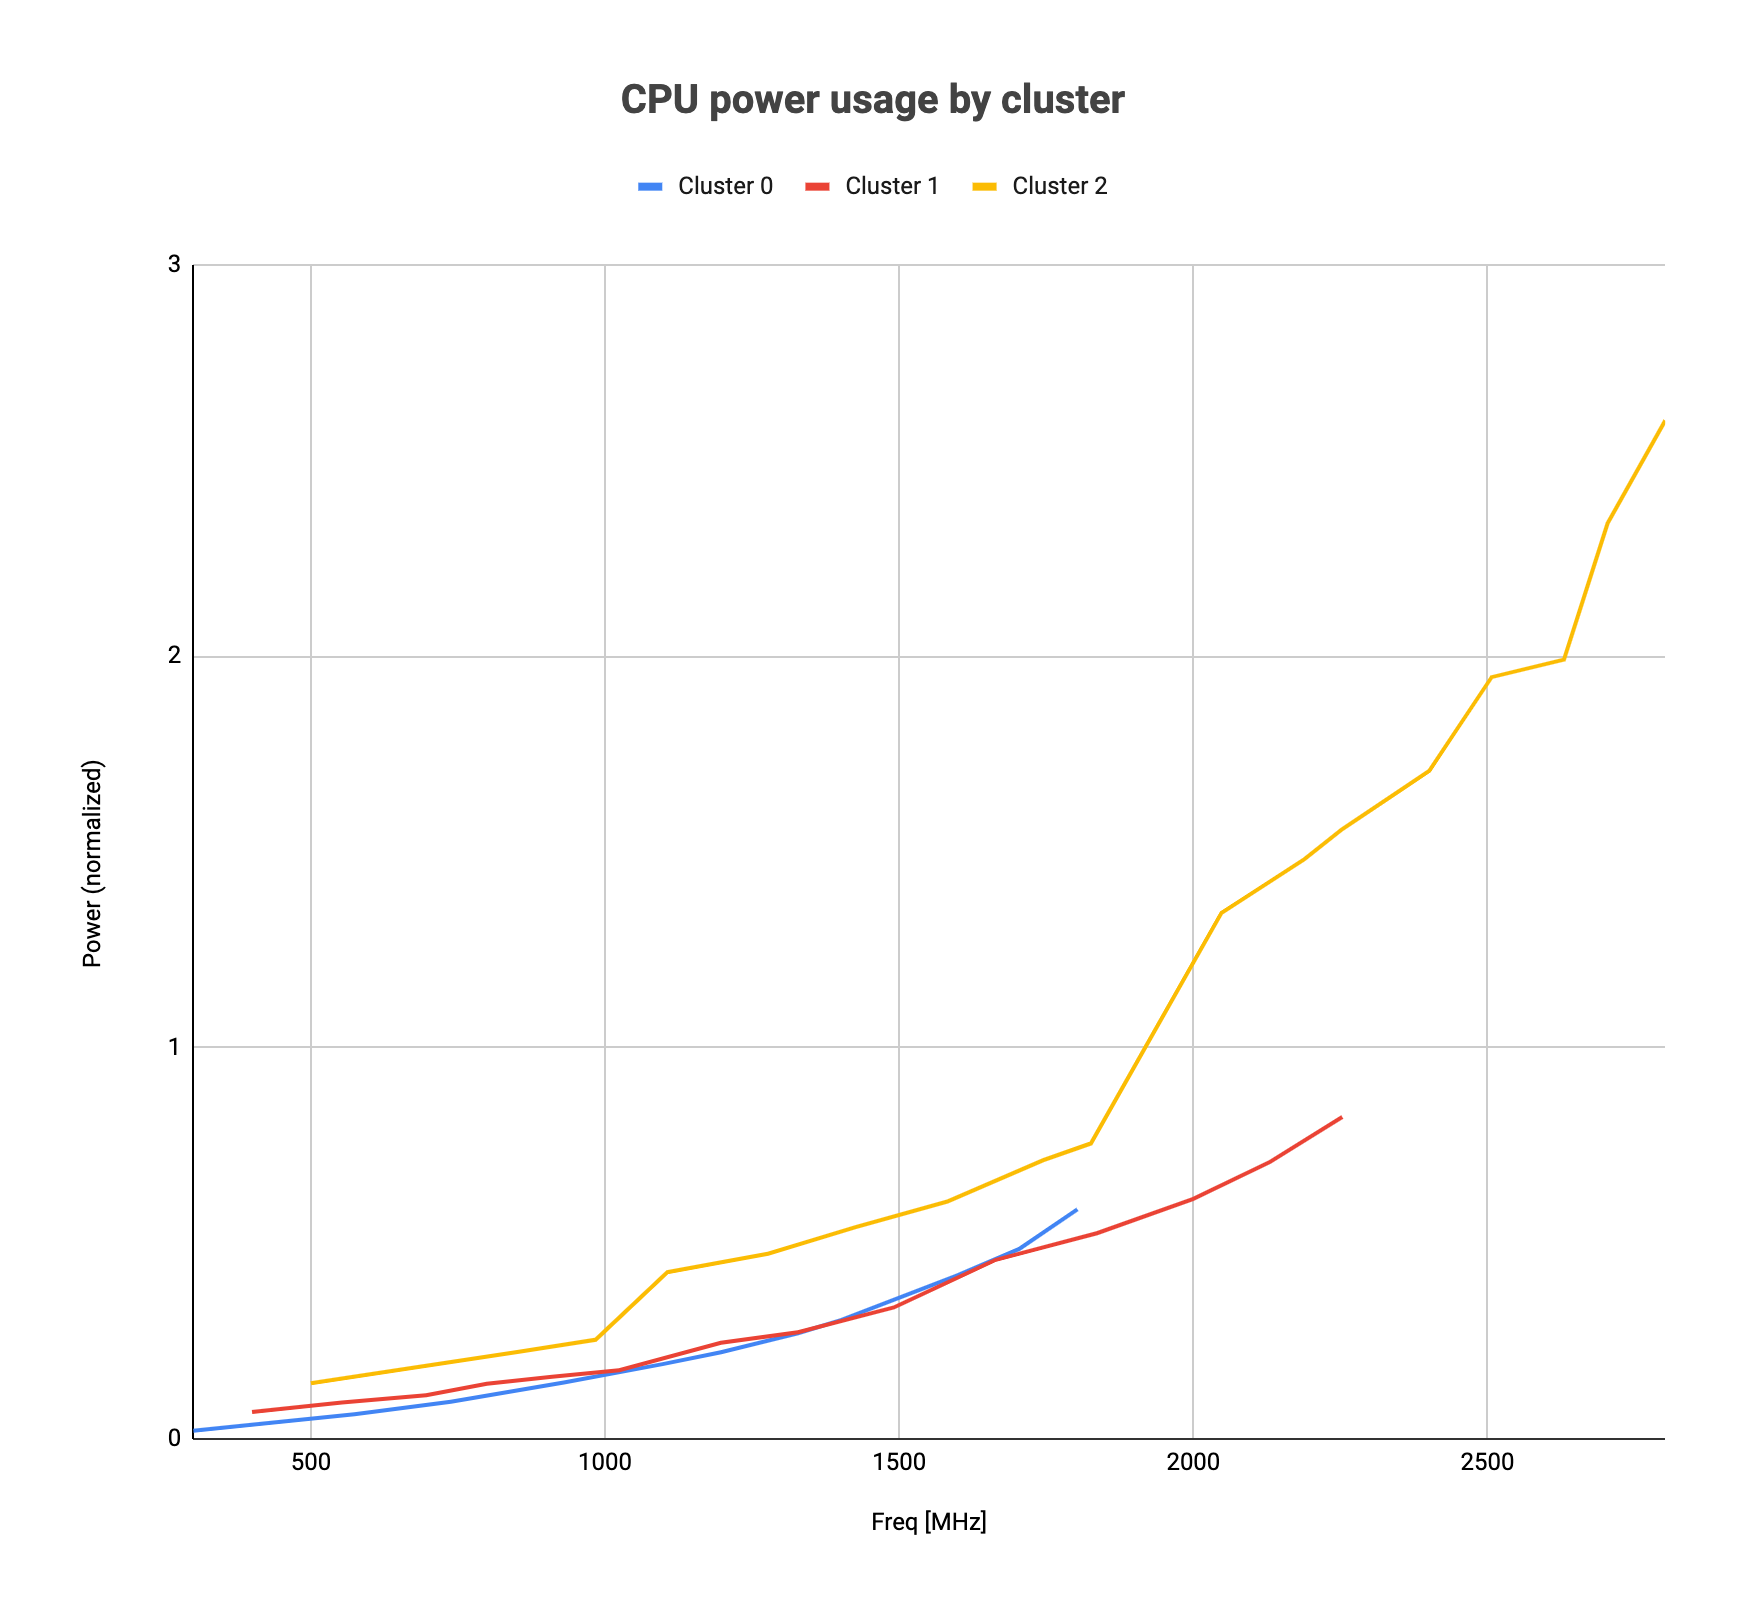 CPU power usage by cluster
Cluster 0 Cluster 1 Cluster 2
3
2
1
0
Power (normalized)
500 1000 1500 2000 2500
Freq [MHz]